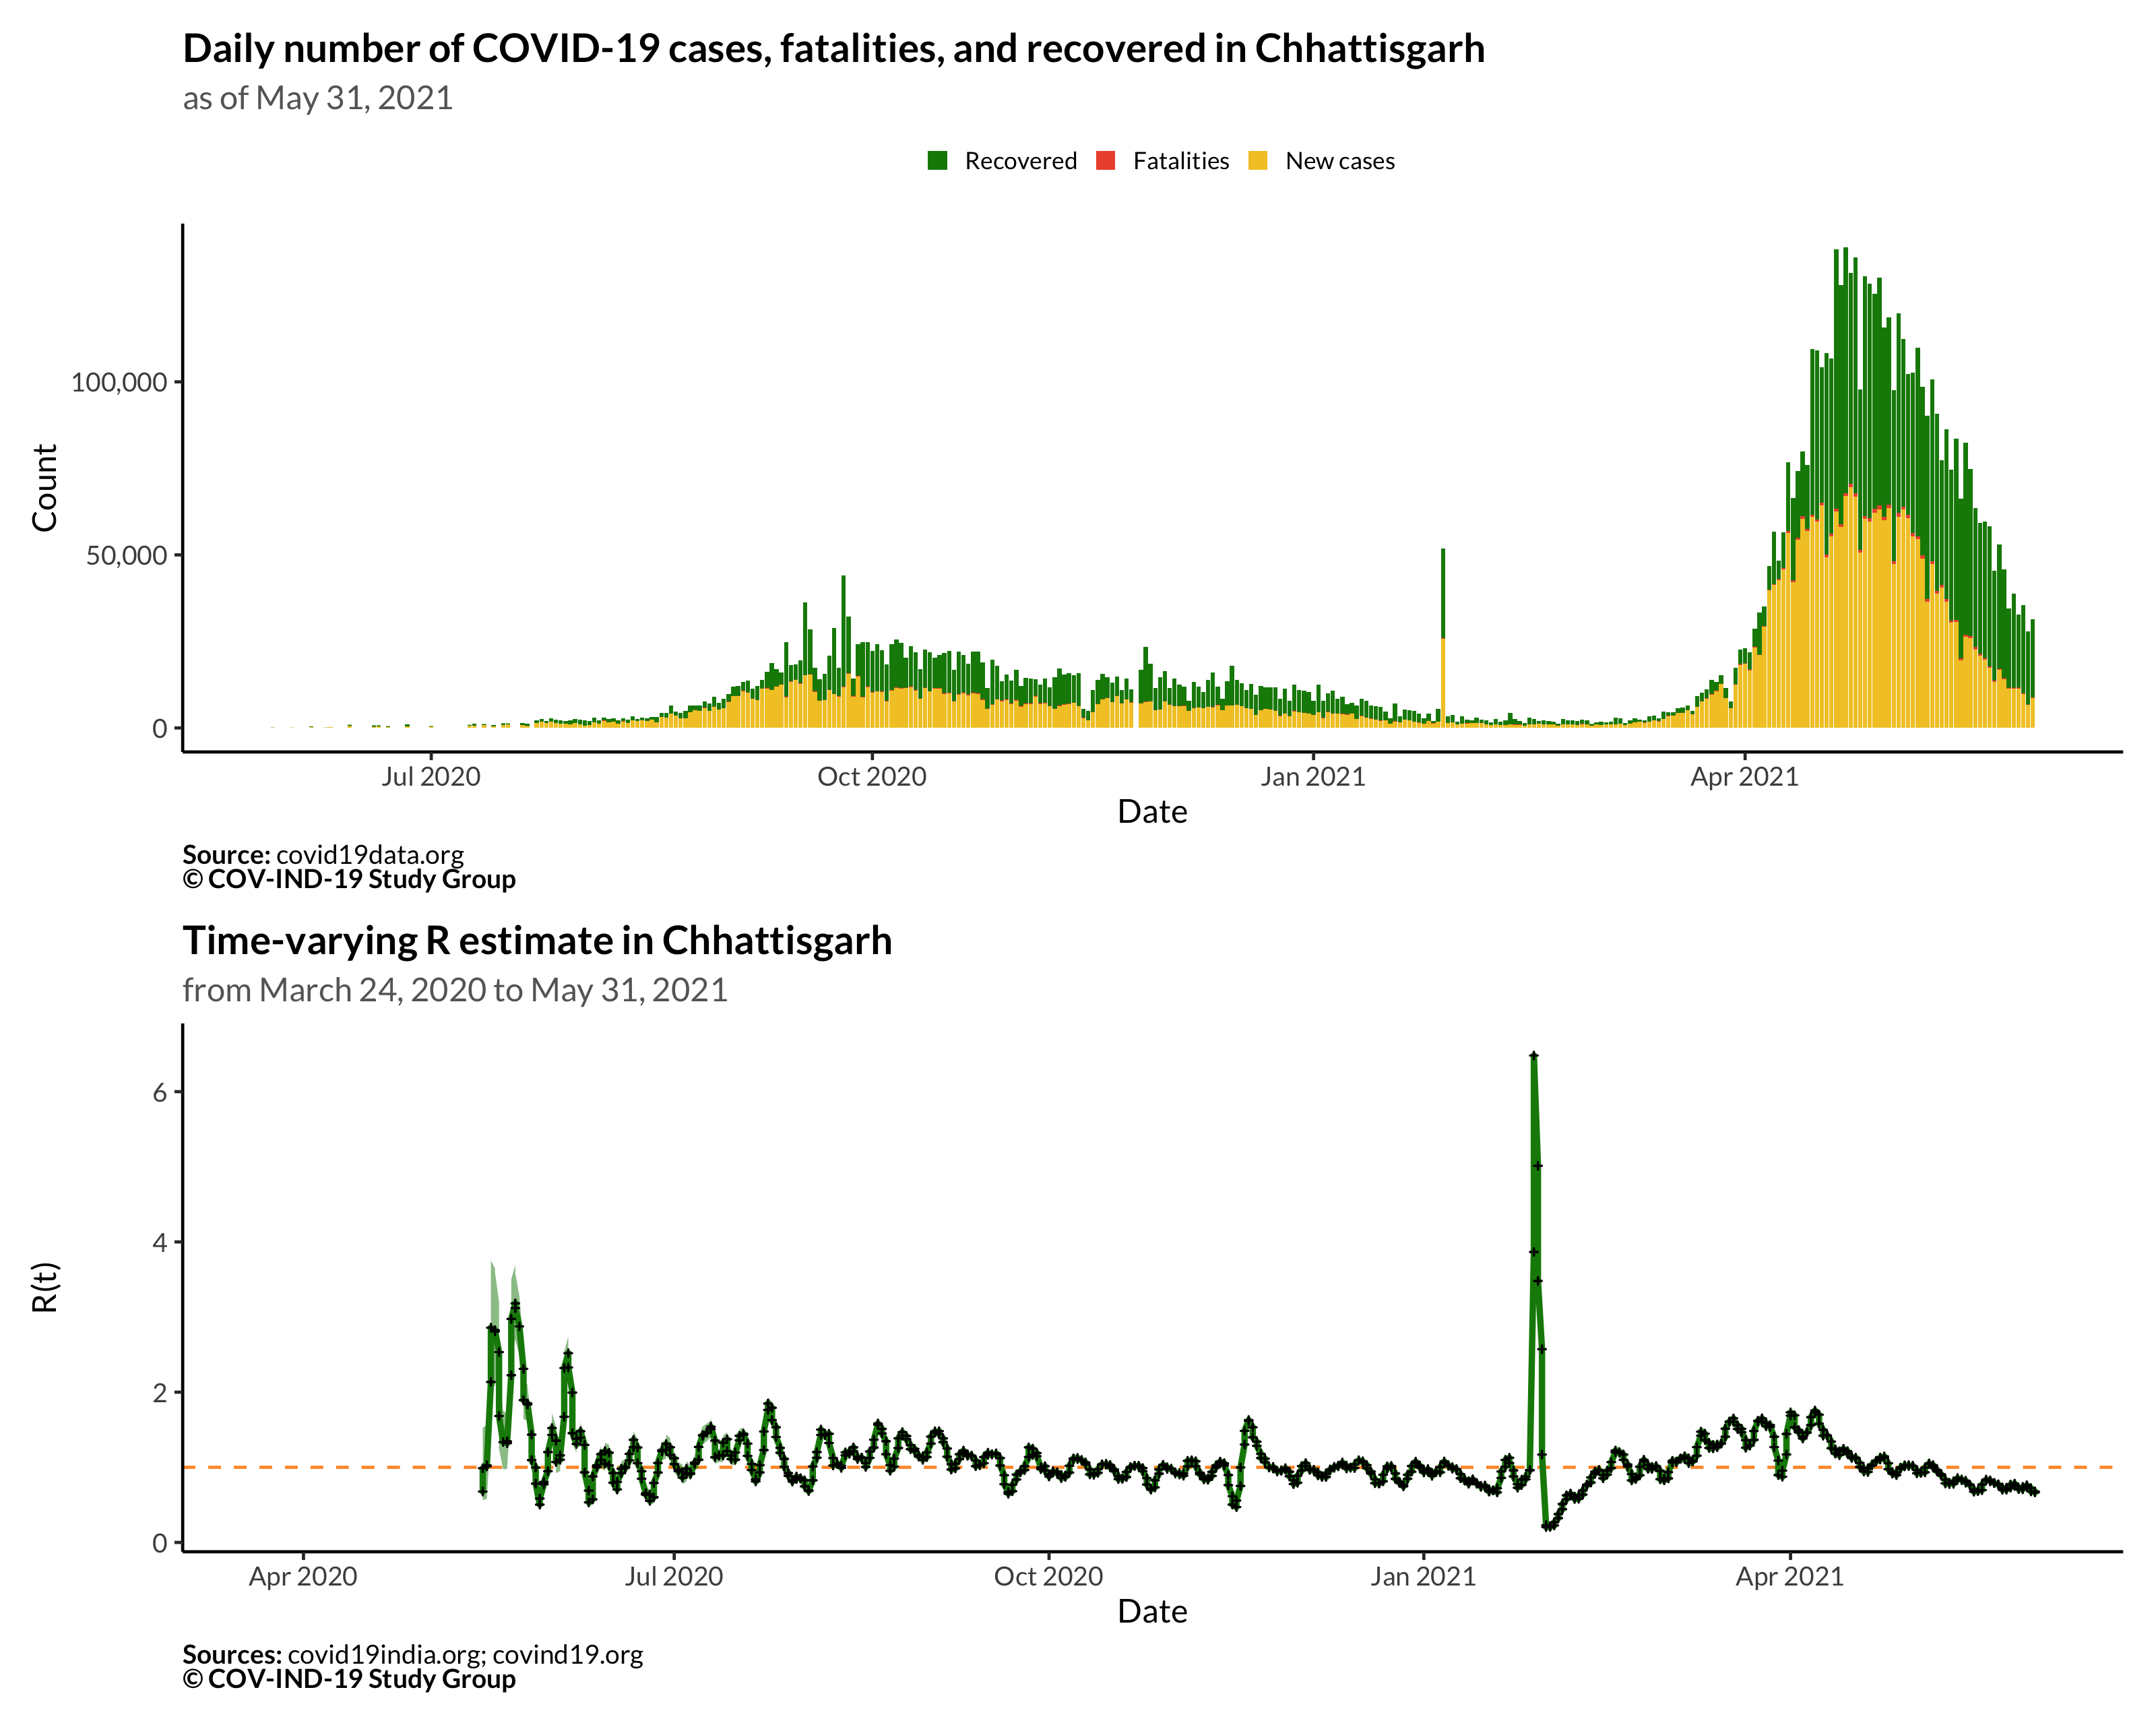 Daily number of COVID-19 cases, fatalities, and recovered in Chhattisgarh
as of May 31, 2021
Recovered Fatalities New cases
100,000
50,000
0
Count
Jul 2020 Oct 2020 Jan 2021 Apr 2021
Date
Source: covid19data.org
© COV-IND-19 Study Group
Time-varying R estimate in Chhattisgarh
from March 24, 2020 to May 31, 2021
6
4
2
0
R(t)
Apr 2020 Jul 2020 Oct 2020 Jan 2021 Apr 2021
Date
Sources: covid19india.org; covind19.org
© COV-IND-19 Study Group